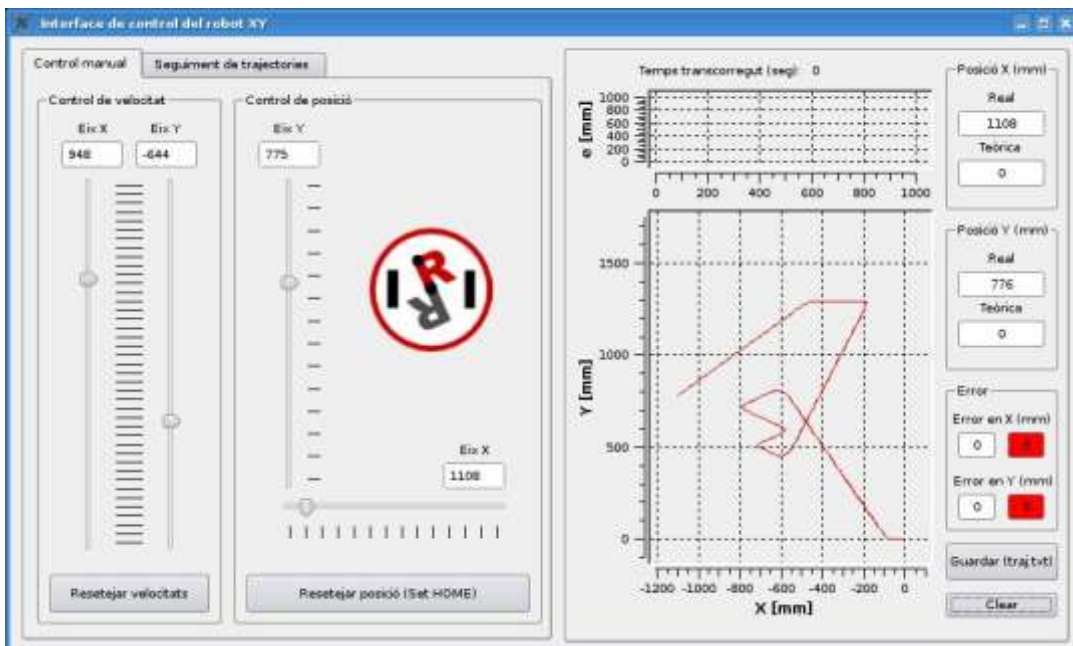 Interface de control del robot XY
Control manual
Seguiment de trajectories
Control de velocitat
Eix X
Eix Y
948
-644
Resetejar velocitats
Control de posició
Eix Y
775
IRI
R
Eix X
1108
Resetejar posició (Set HOME)
Temps transcorregut (seg): 0
e [mm]
1000
800
600
400
200
0
0 200 400 600 800 1000
Y [mm]
1500
1000
500
0
-1200 -1000 -800 -600 -400 -200 0
X [mm]
Posició X (mm)
Real
1108
Teòrica
0
Posició Y (mm)
Real
776
Teòrica
0
Error
Error en X (mm)
0
Error en Y (mm)
0
Guardar (traj.txt)
Clear